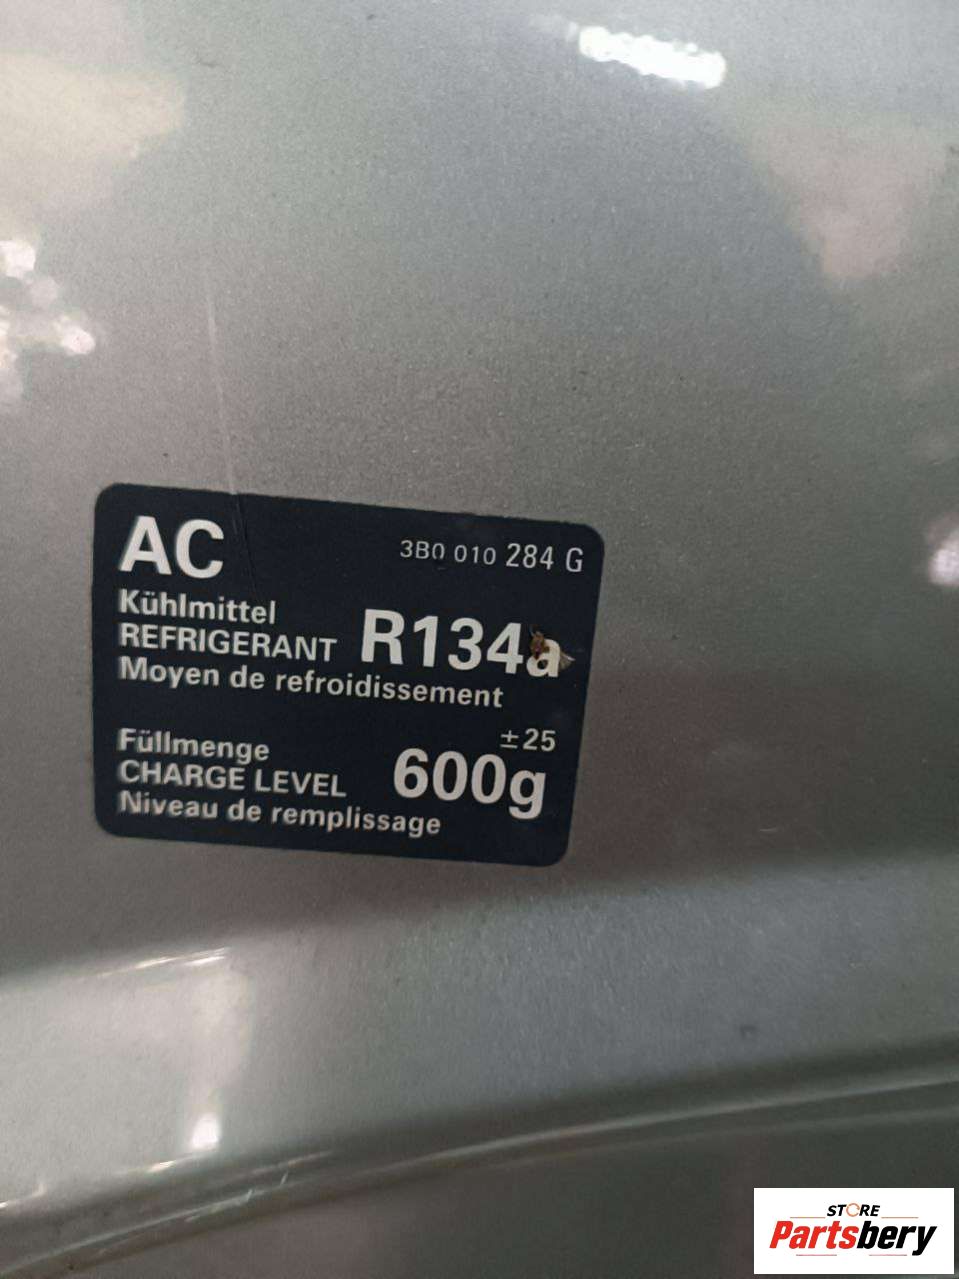 AC 3B0 010 284 G
Kühlmittel
REFRIGERANT R134a
Moyen de refroidissement
±25
Füllmenge
CHARGE LEVEL 600g
Niveau de remplissage
STORE
Partsbery